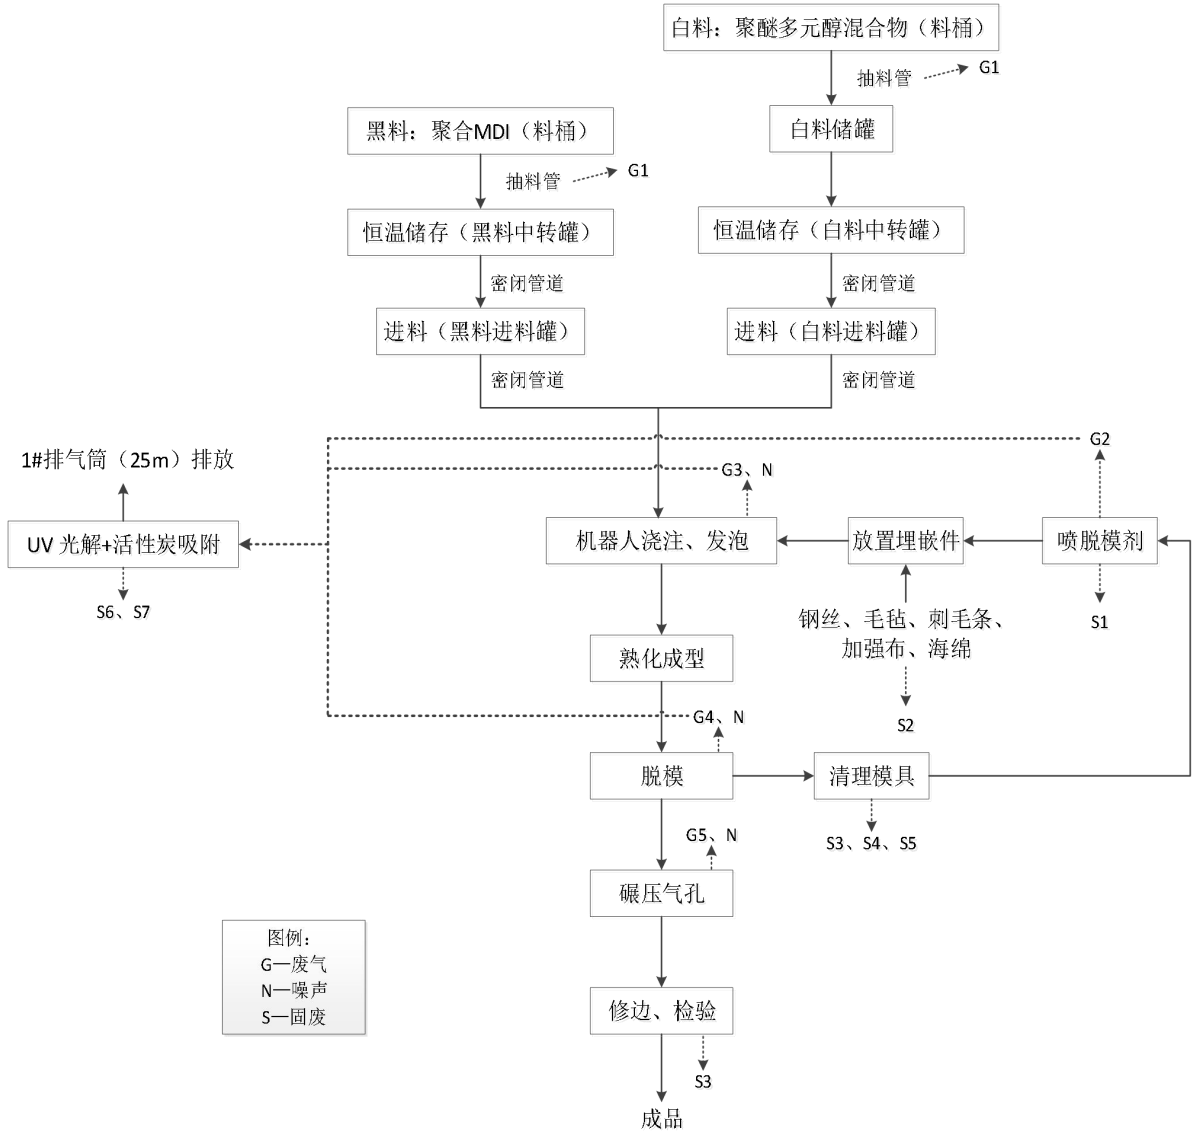 白料：聚醚多元醇混合物（料桶）
抽料管
G1
黑料：聚合MDI（料桶）
白料储罐
抽料管
G1
恒温储存（黑料中转罐）
恒温储存（白料中转罐）
密闭管道
密闭管道
进料（黑料进料罐）
进料（白料进料罐）
密闭管道
密闭管道
G2
1#排气筒（25m）排放
G3、N
UV 光解+活性炭吸附
机器人浇注、发泡
放置埋嵌件
喷脱模剂
S6、S7
钢丝、毛毡、刺毛条、
加强布、海绵
S1
熟化成型
S2
G4、N
脱模
清理模具
G5、N
S3、S4、S5
碾压气孔
图例：
G—废气
N—噪声
S—固废
修边、检验
S3
成品